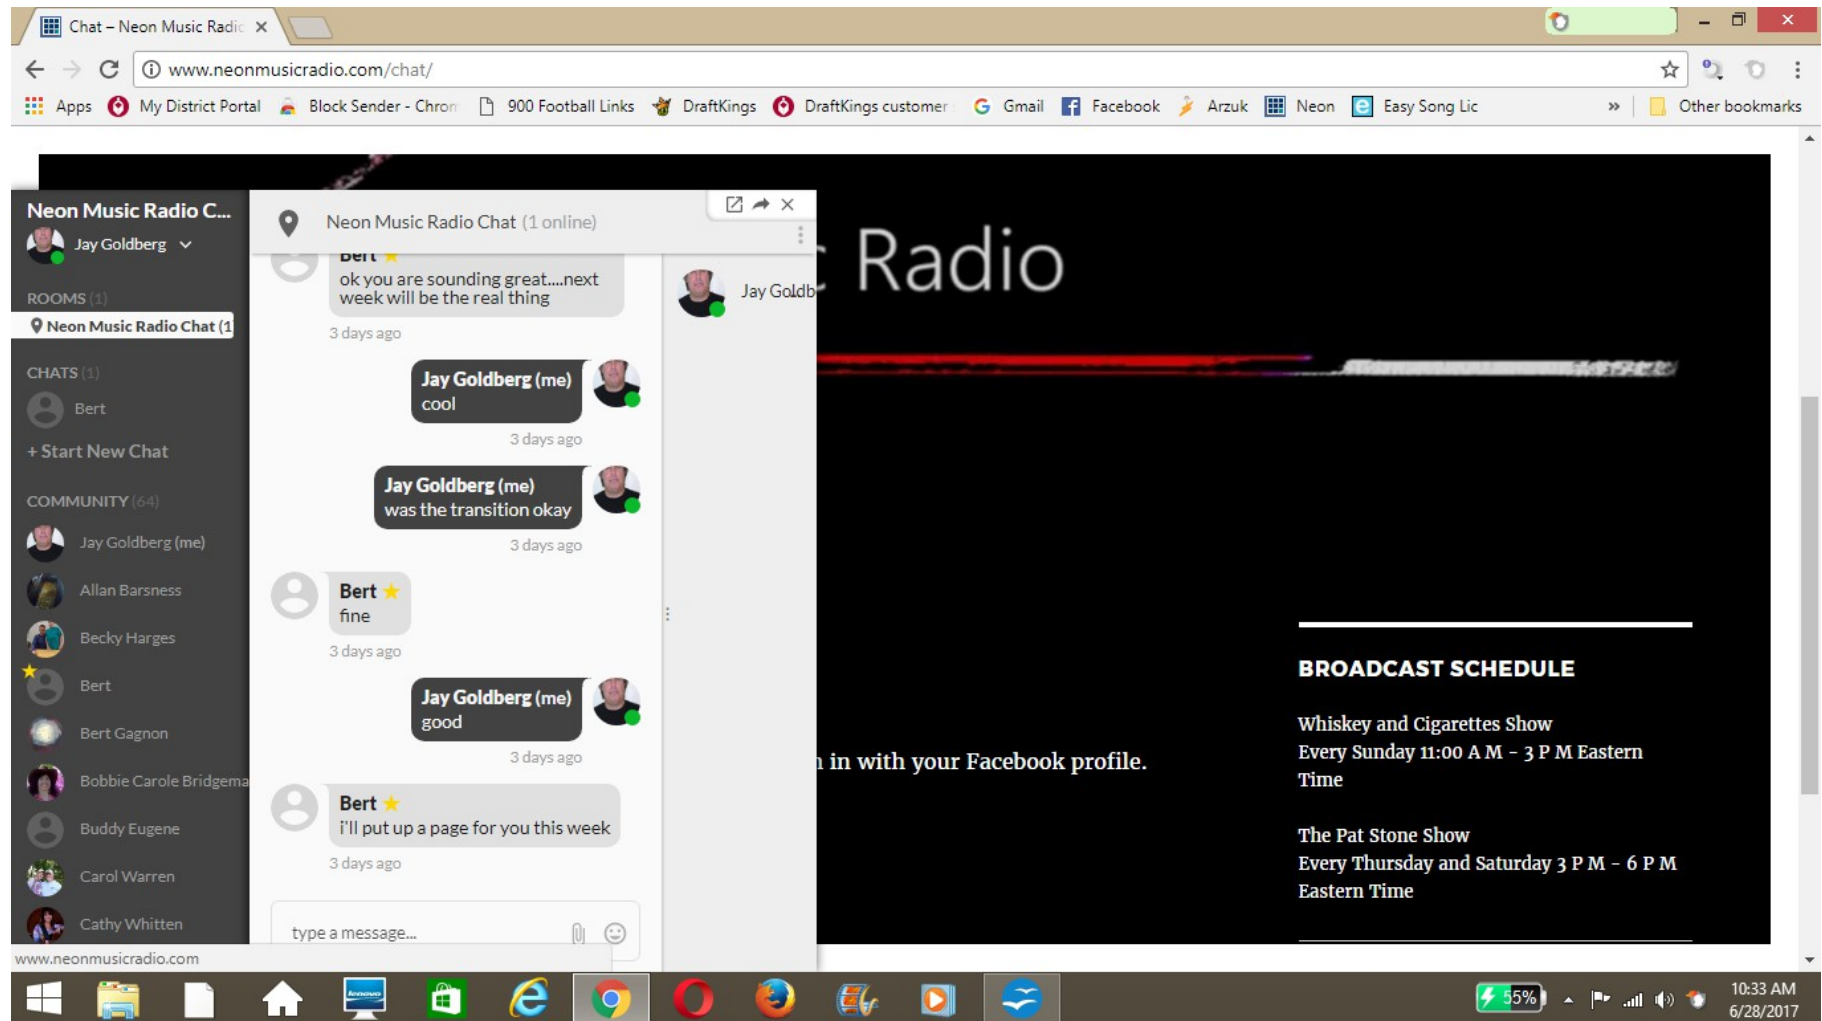 Chat – Neon Music Radio
www.neonmusicradio.com/chat/
Apps
My District Portal
Block Sender - Chrom
900 Football Links
DraftKings
DraftKings customer
Gmail
Facebook
Arzuk
Neon
Easy Song Lic
»
Other bookmarks
Neon Music Radio C...
Jay Goldberg
ROOMS (1)
Neon Music Radio Chat (1
CHATS (1)
Bert
+ Start New Chat
COMMUNITY (64)
Jay Goldberg (me)
Allan Barsness
Becky Harges
Bert
Bert Gagnon
Bobbie Carole Bridgema
Buddy Eugene
Carol Warren
Cathy Whitten
www.neonmusicradio.com
Neon Music Radio Chat (1 online)
Bert
ok you are sounding great....next
week will be the real thing
3 days ago
Jay Goldberg (me)
cool
3 days ago
Jay Goldberg (me)
was the transition okay
3 days ago
Bert
fine
3 days ago
Jay Goldberg (me)
good
3 days ago
Bert
i'll put up a page for you this week
3 days ago
type a message...
Jay Goldb
Radio
in with your Facebook profile.
BROADCAST SCHEDULE
Whiskey and Cigarettes Show
Every Sunday 11:00 A M – 3 P M Eastern
Time
The Pat Stone Show
Every Thursday and Saturday 3 P M – 6 P M
Eastern Time
lenovo
55%
10:33 AM
6/28/2017